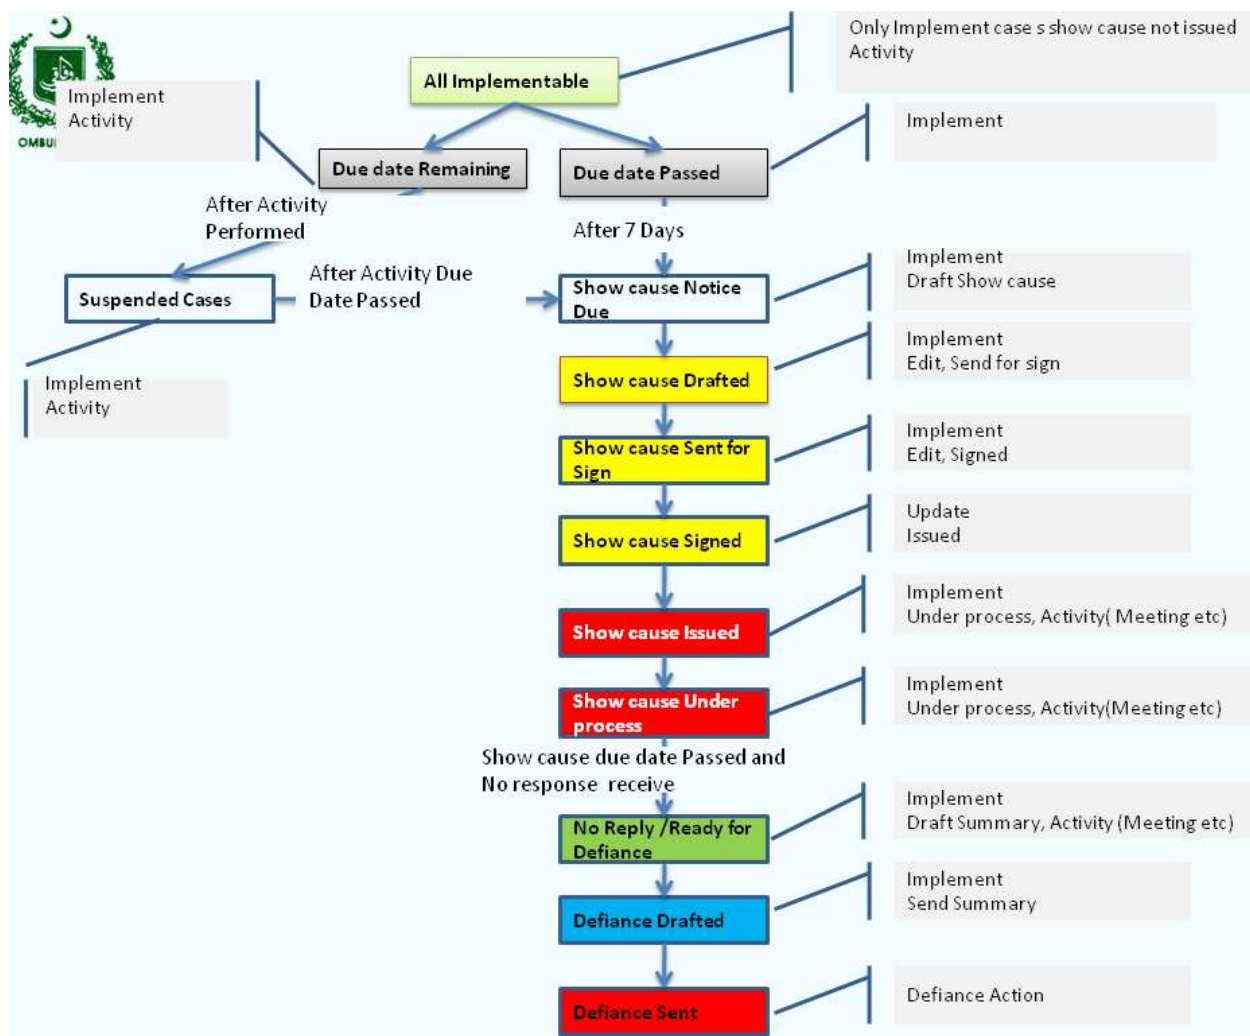 Only Implement case s show cause not issued
Activity
All Implementable
Implement
Activity
Implement
Due date Remaining
Due date Passed
After Activity
Performed
After 7 Days
Suspended Cases
After Activity Due
Date Passed
Show cause Notice
Due
Implement
Draft Show cause
Implement
Activity
Show cause Drafted
Implement
Edit, Send for sign
Show cause Sent for
Sign
Implement
Edit, Signed
Show cause Signed
Update
Issued
Show cause Issued
Implement
Under process, Activity( Meeting etc)
Show cause Under
process
Implement
Under process, Activity(Meeting etc)
Show cause due date Passed and
No response receive
No Reply /Ready for
Defiance
Implement
Draft Summary, Activity (Meeting etc)
Defiance Drafted
Implement
Send Summary
Defiance Sent
Defiance Action